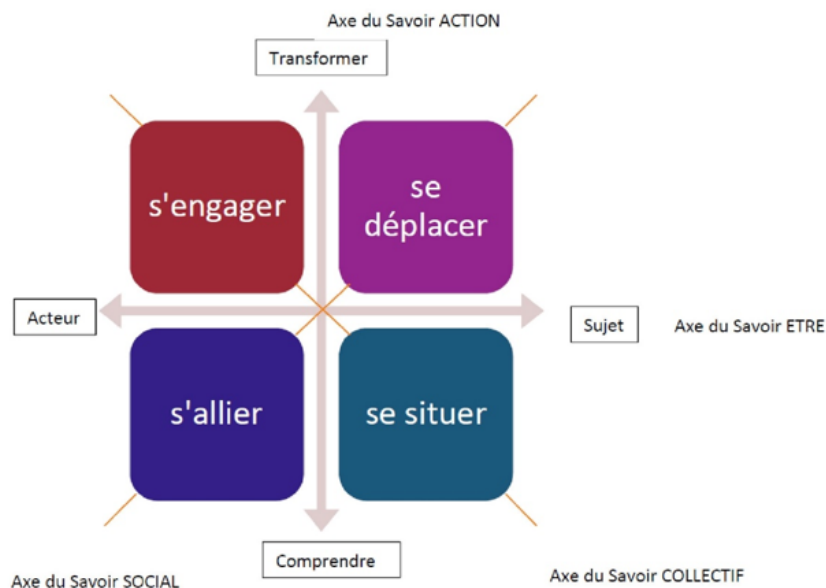 Axe du Savoir ACTION
Transformer
s'engager
se
déplacer
Acteur
Sujet
Axe du Savoir ETRE
s'allier
se situer
Comprendre
Axe du Savoir SOCIAL
Axe du Savoir COLLECTIF